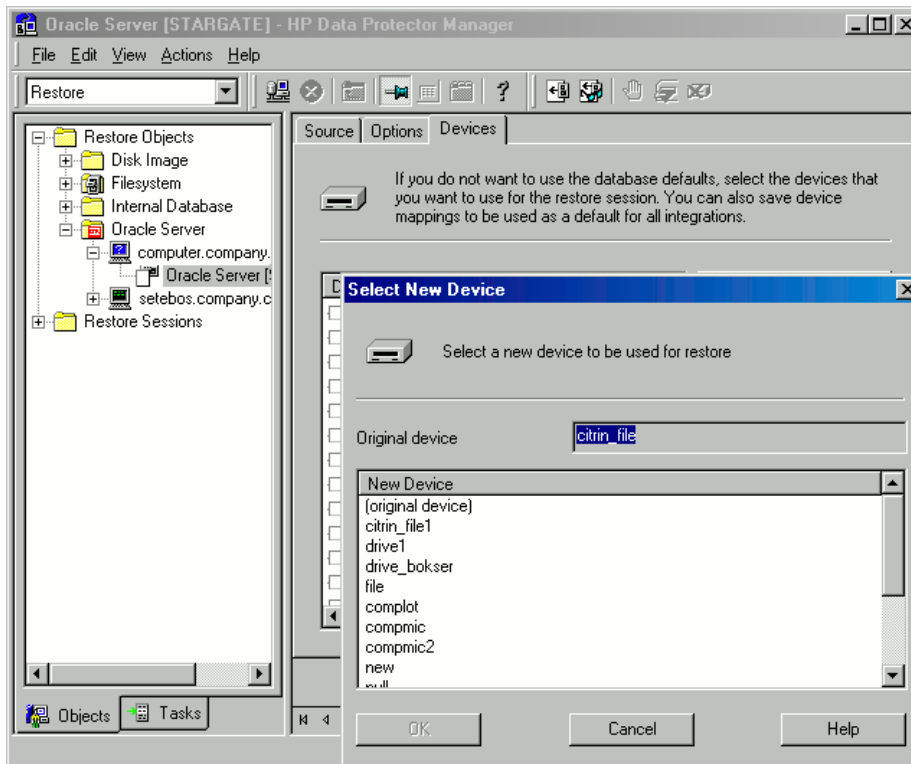 Oracle Server [STARGATE] - HP Data Protector Manager
File Edit View Actions Help
Restore
Restore Objects
Disk Image
Filesystem
Internal Database
Oracle Server
computer.company.
Oracle Server [
setebos.company.c
Restore Sessions
Objects
Tasks
Source
Options
Devices
If you do not want to use the database defaults, select the devices that
you want to use for the restore session. You can also save device
mappings to be used as a default for all integrations.
Select New Device
Select a new device to be used for restore
Original device
citrin_file
New Device
(original device)
citrin_file1
drive1
drive_bokser
file
complot
compmic
compmic2
new
null
OK
Cancel
Help